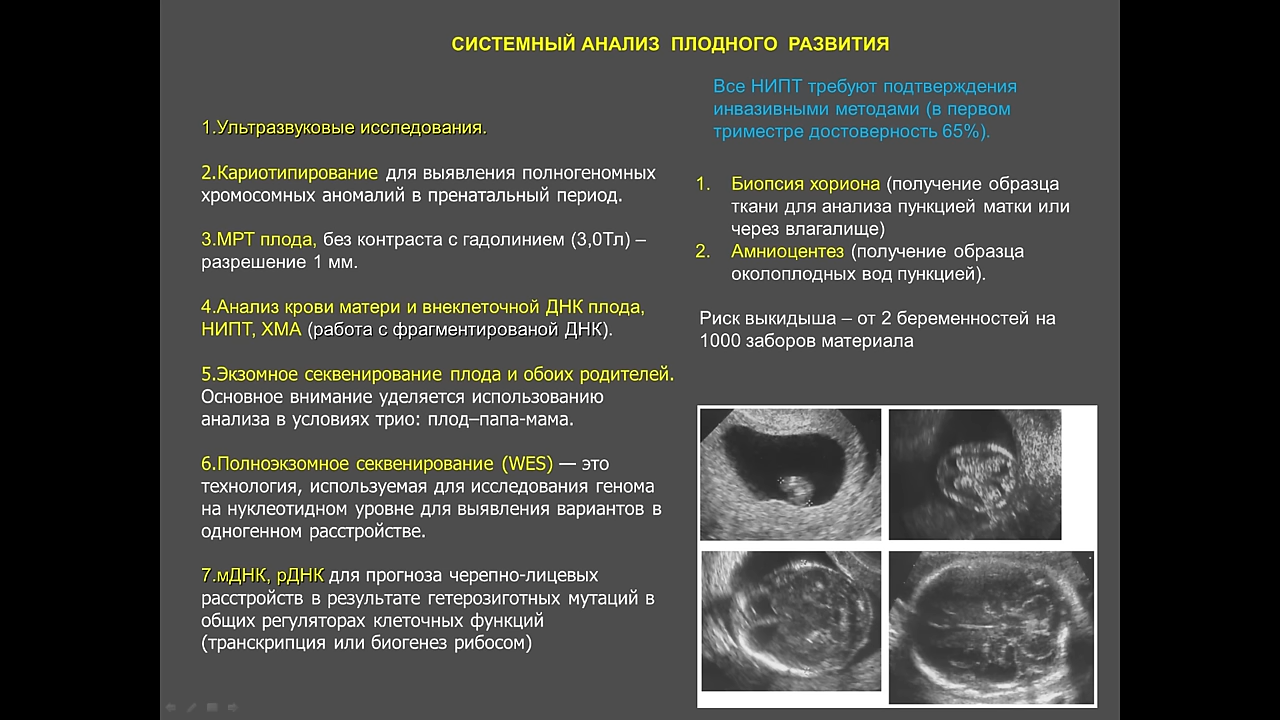 СИСТЕМНЫЙ АНАЛИЗ ПЛОДНОГО РАЗВИТИЯ
1.Ультразвуковые исследования.
2.Кариотипирование для выявления полногеномных
хромосомных аномалий в пренатальный период.
3.МРТ плода, без контраста с гадолинием (3,0Тл) –
разрешение 1 мм.
4.Анализ крови матери и внеклеточной ДНК плода,
НИПТ, ХМА (работа с фрагментированой ДНК).
5.Экзомное секвенирование плода и обоих родителей.
Основное внимание уделяется использованию
анализа в условиях трио: плод–папа-мама.
6.Полноэкзомное секвенирование (WES) — это
технология, используемая для исследования генома
на нуклеотидном уровне для выявления вариантов в
одногенном расстройстве.
7.мДНК, рДНК для прогноза черепно-лицевых
расстройств в результате гетерозиготных мутаций в
общих регуляторах клеточных функций
(транскрипция или биогенез рибосом)
Все НИПТ требуют подтверждения
инвазивными методами (в первом
триместре достоверность 65%).
1. Биопсия хориона (получение образца
ткани для анализа пункцией матки или
через влагалище)
2. Амниоцентез (получение образца
околоплодных вод пункцией).
Риск выкидыша – от 2 беременностей на
1000 заборов материала